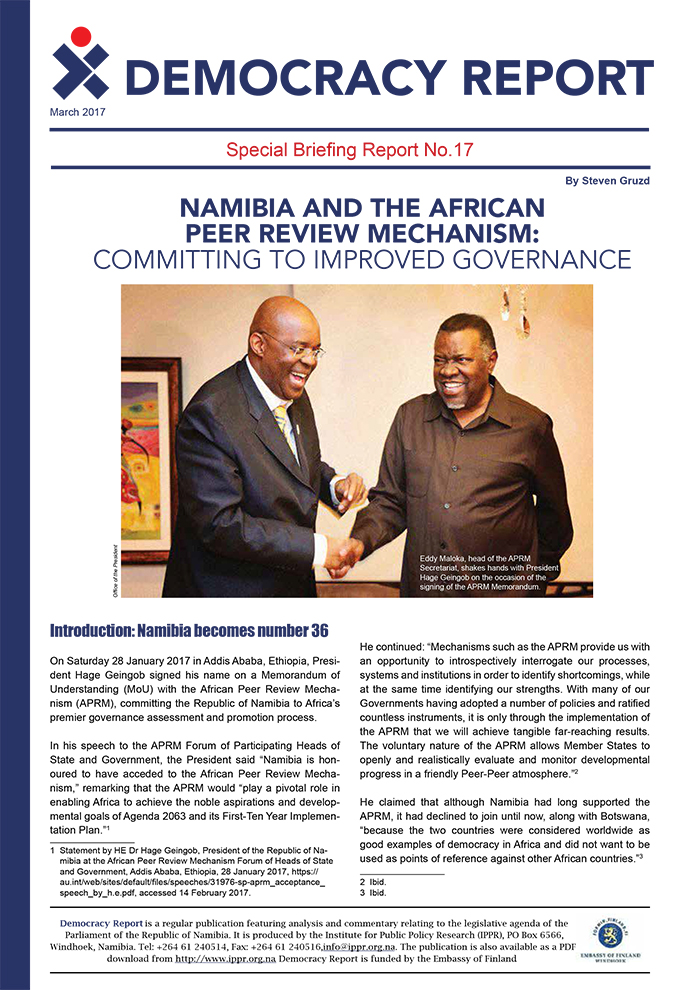 DEMOCRACY REPORT
March 2017
Special Briefing Report No.17
By Steven Gruzd
NAMIBIA AND THE AFRICAN
PEER REVIEW MECHANISM:
COMMITTING TO IMPROVED GOVERNANCE
Office of the President
Eddy Maloka, head of the APRM
Secretariat, shakes hands with President
Hage Geingob on the occasion of the
signing of the APRM Memorandum.
Introduction: Namibia becomes number 36
On Saturday 28 January 2017 in Addis Ababa, Ethiopia, Presi-
dent Hage Geingob signed his name on a Memorandum of
Understanding (MoU) with the African Peer Review Mecha-
nism (APRM), committing the Republic of Namibia to Africa’s
premier governance assessment and promotion process.
In his speech to the APRM Forum of Participating Heads of
State and Government, the President said “Namibia is hon-
oured to have acceded to the African Peer Review Mecha-
nism,” remarking that the APRM would “play a pivotal role in
enabling Africa to achieve the noble aspirations and develop-
mental goals of Agenda 2063 and its First-Ten Year Implemen-
tation Plan.”1
1 Statement by HE Dr Hage Geingob, President of the Republic of Na-
mibia at the African Peer Review Mechanism Forum of Heads of State
and Government, Addis Ababa, Ethiopia, 28 January 2017, https://
au.int/web/sites/default/files/speeches/31976-sp-aprm_acceptance_
speech_by_h.e.pdf, accessed 14 February 2017.
He continued: “Mechanisms such as the APRM provide us with
an opportunity to introspectively interrogate our processes,
systems and institutions in order to identify shortcomings, while
at the same time identifying our strengths. With many of our
Governments having adopted a number of policies and ratified
countless instruments, it is only through the implementation of
the APRM that we will achieve tangible far-reaching results.
The voluntary nature of the APRM allows Member States to
openly and realistically evaluate and monitor developmental
progress in a friendly Peer-Peer atmosphere.”2
He claimed that although Namibia had long supported the
APRM, it had declined to join until now, along with Botswana,
“because the two countries were considered worldwide as
good examples of democracy in Africa and did not want to be
used as points of reference against other African countries.”3
2 Ibid.
3 Ibid.
Democracy Report is a regular publication featuring analysis and commentary relating to the legislative agenda of the
Parliament of the Republic of Namibia. It is produced by the Institute for Public Policy Research (IPPR), PO Box 6566,
Windhoek, Namibia. Tel: +264 61 240514, Fax: +264 61 240516,info@ippr.org.na. The publication is also available as a PDF
download from http://www.ippr.org.na Democracy Report is funded by the Embassy of Finland
EMBASSY OF FINLAND
WINDHOEK